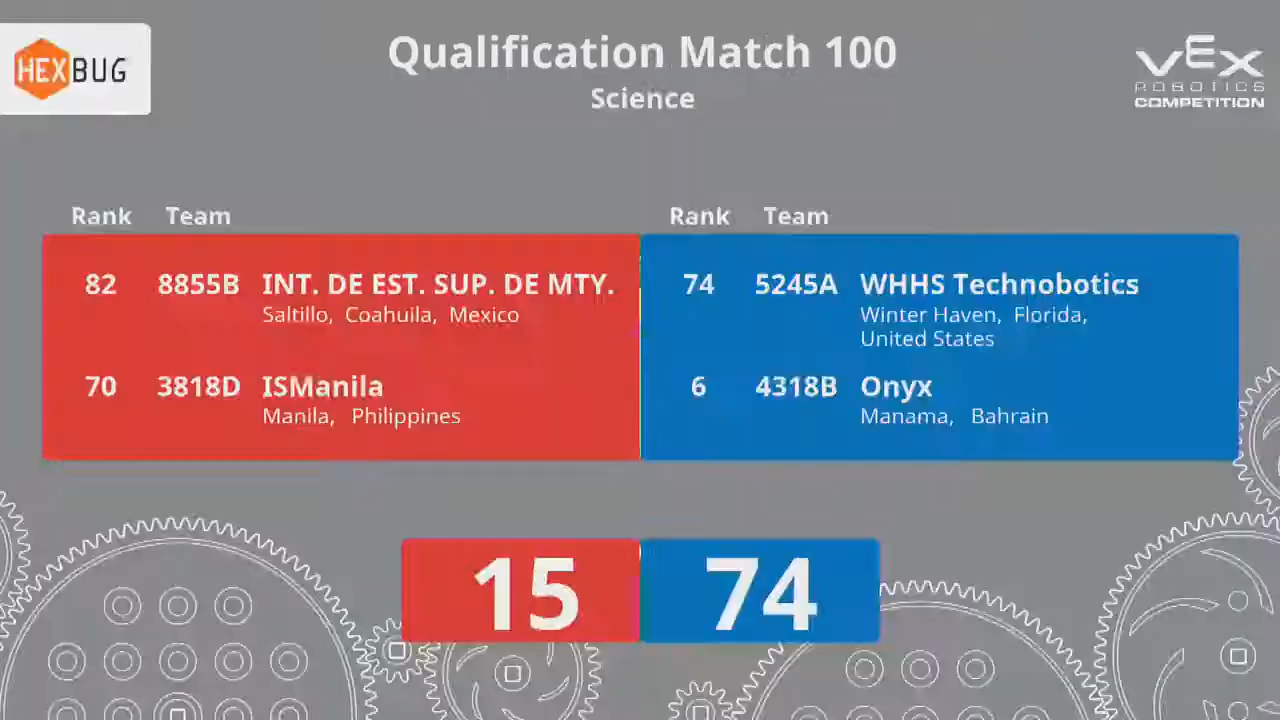 HEXBUG
Qualification Match 100
Science
VEX
ROBOTICS
COMPETITION
Rank Team
82 8855B INT. DE EST. SUP. DE MTY.
Saltillo, Coahuila, Mexico
70 3818D ISManila
Manila, Philippines
Rank Team
74 5245A WHHS Technobotics
Winter Haven, Florida,
United States
6 4318B Onyx
Manama, Bahrain
15 74